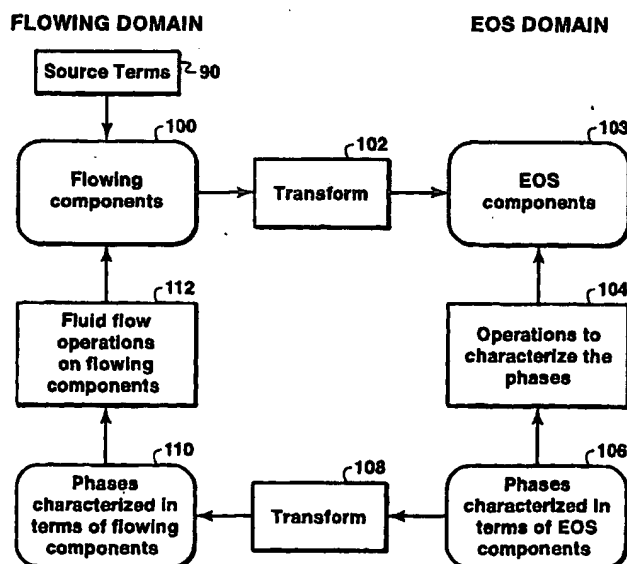 FLOWING DOMAIN
EOS DOMAIN
Source Terms
90
100
Flowing
components
102
Transform
103
EOS
components
112
Fluid flow
operations
on flowing
components
104
Operations to
characterize the
phases
110
Phases
characterized in
terms of flowing
components
108
Transform
106
Phases
characterized in
terms of EOS
components